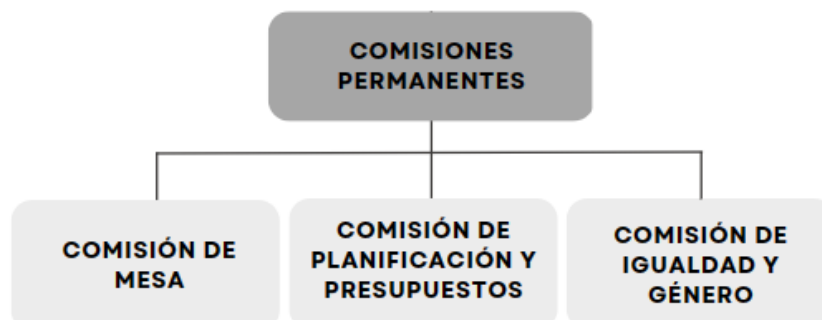 COMISIONES
PERMANENTES
COMISIÓN DE
MESA
COMISIÓN DE
PLANIFICACIÓN Y
PRESUPUESTOS
COMISIÓN DE
IGUALDAD Y
GÉNERO